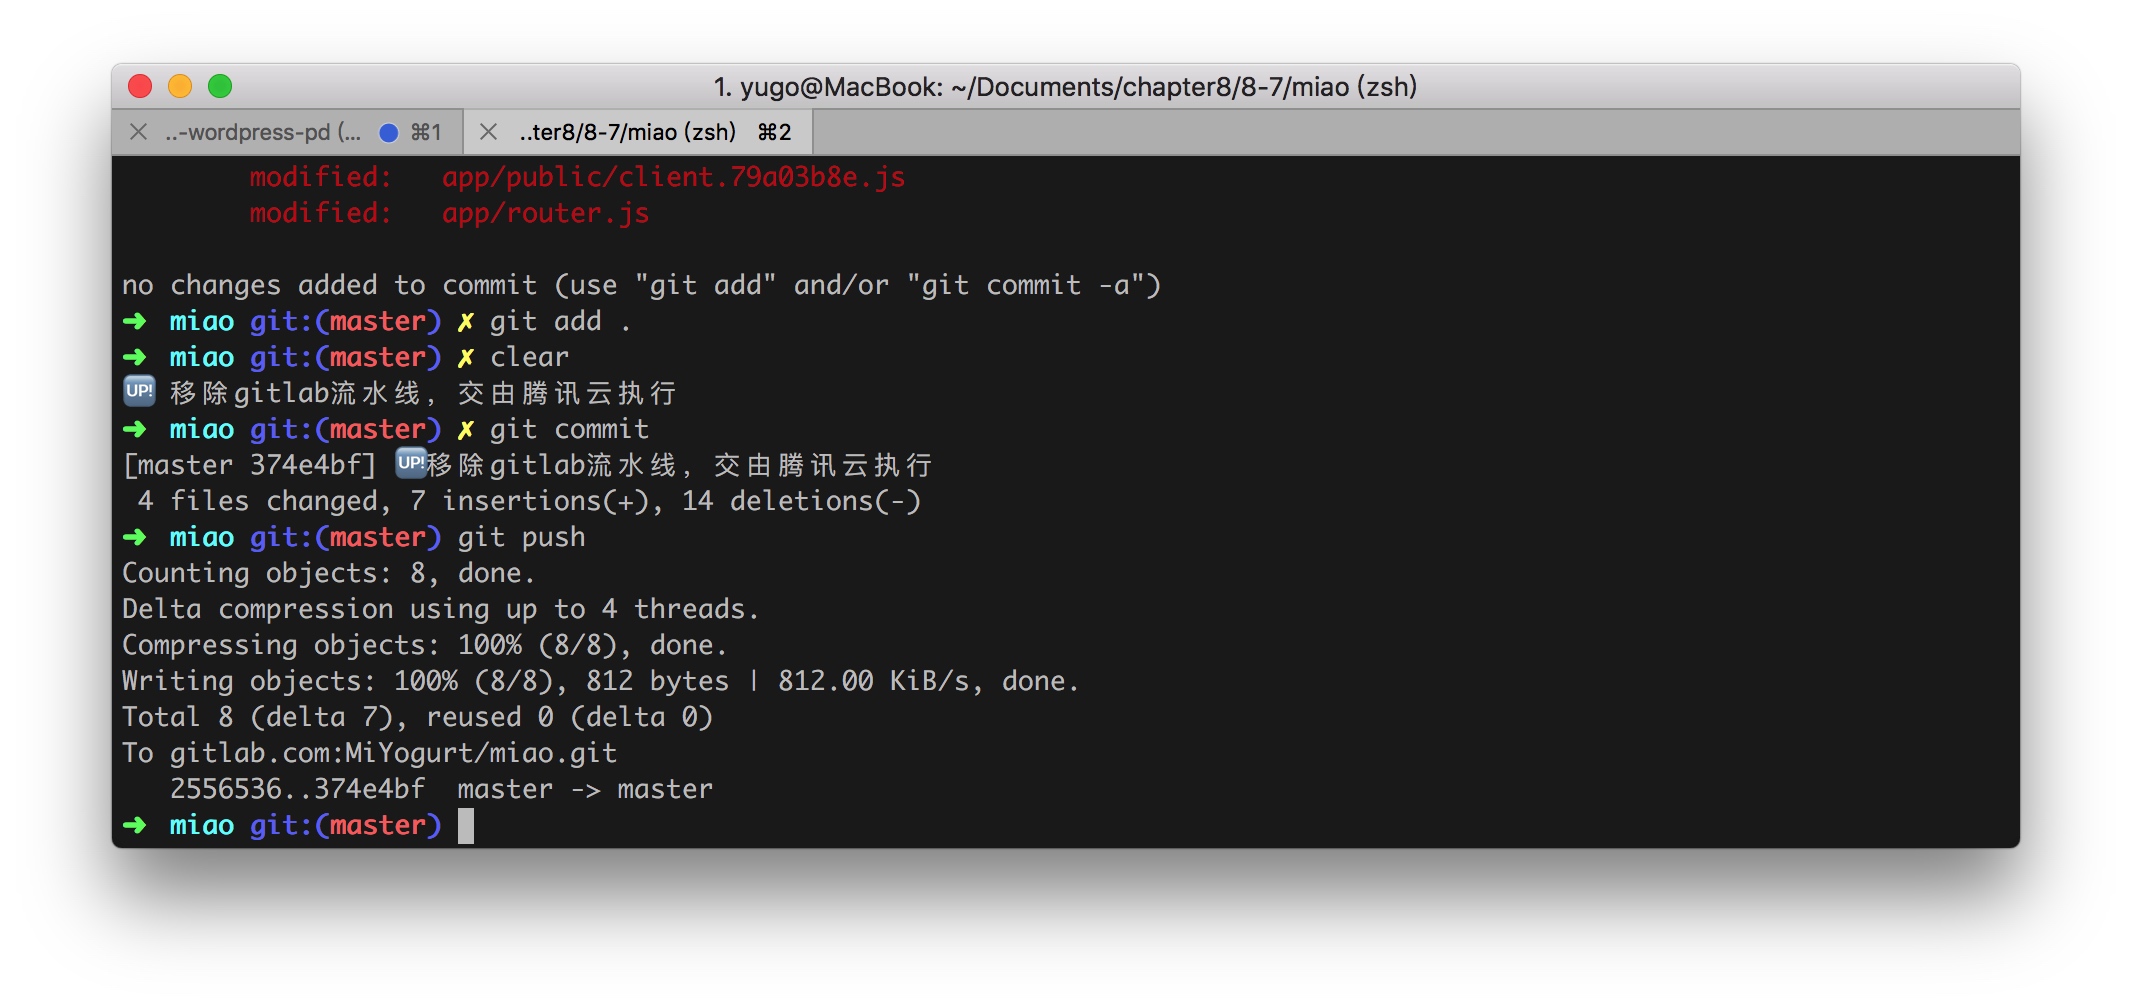 1. yugo@MacBook: ~/Documents/chapter8/8-7/miao (zsh)
..-wordpress-pd (... ⌘1 ..ter8/8-7/miao (zsh) ⌘2
modified:   app/public/client.79a03b8e.js
modified:   app/router.js
no changes added to commit (use "git add" and/or "git commit -a")
➜  miao git:(master) ✗ git add .
➜  miao git:(master) ✗ clear
🆙 移除gitlab流水线，交由腾讯云执行
➜  miao git:(master) ✗ git commit
[master 374e4bf] 🆙移除gitlab流水线，交由腾讯云执行
 4 files changed, 7 insertions(+), 14 deletions(-)
➜  miao git:(master) git push
Counting objects: 8, done.
Delta compression using up to 4 threads.
Compressing objects: 100% (8/8), done.
Writing objects: 100% (8/8), 812 bytes | 812.00 KiB/s, done.
Total 8 (delta 7), reused 0 (delta 0)
To gitlab.com:MiYogurt/miao.git
   2556536..374e4bf  master -> master
➜  miao git:(master)